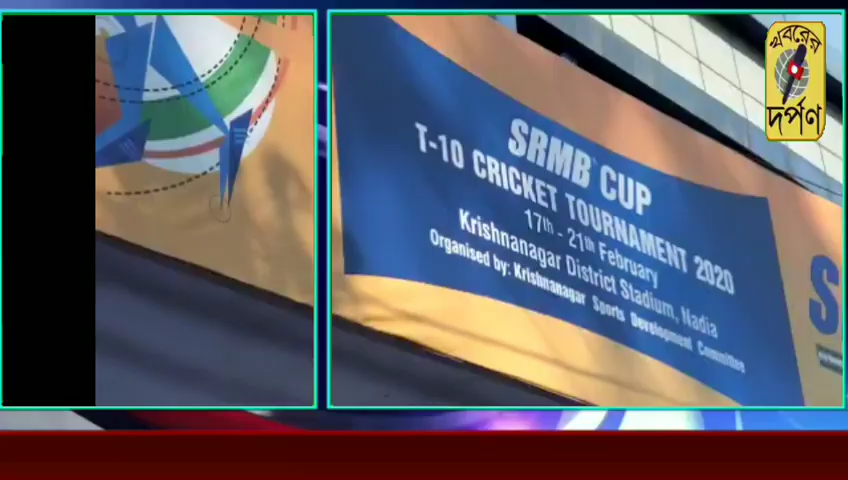 খবরের
দর্পণ
SRMB CUP
T-10 CRICKET TOURNAMENT 2020
17th - 21th February
Krishnanagar District Stadium, Nadia
Organised by: Krishnanagar Sports Development Committee
S